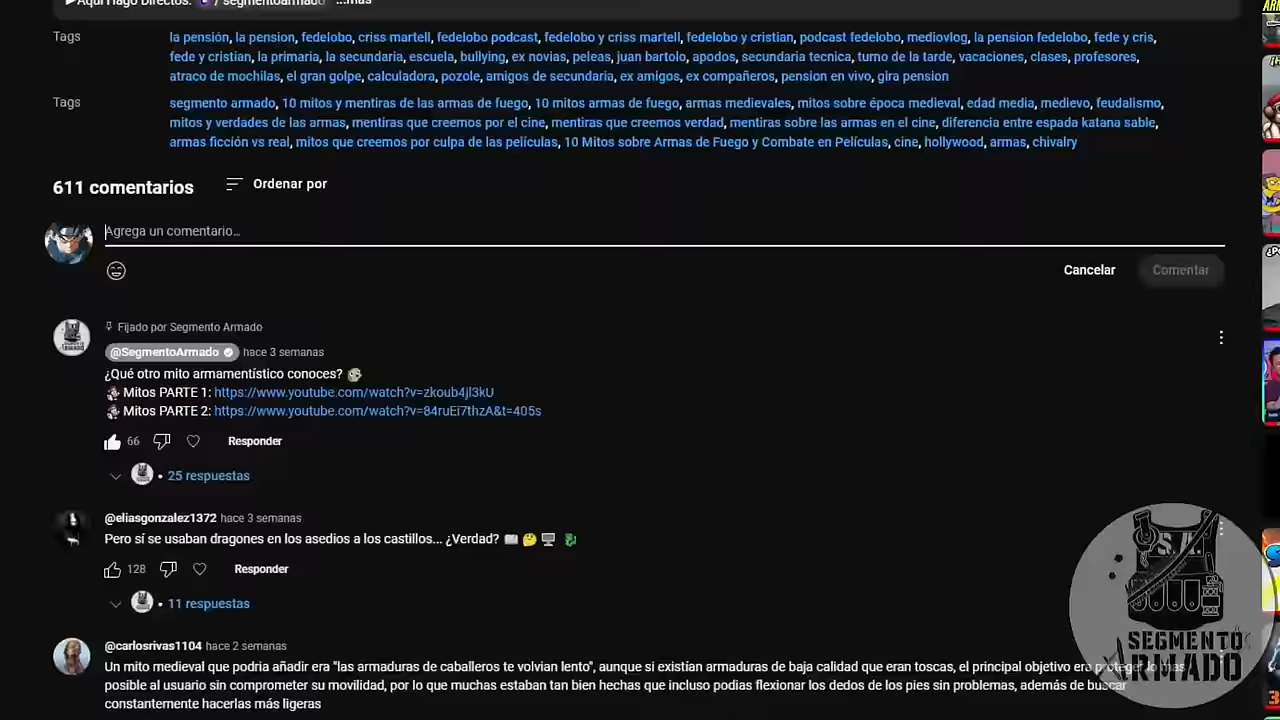 ▶Aquí Hago Directos: / segmentoarmado ...más
Tags
la pensión, la pension, fedelobo, criss martell, fedelobo podcast, fedelobo y criss martell, fedelobo y cristian, podcast fedelobo, mediovlog, la pension fedelobo, fede y cris,
fede y cristian, la primaria, la secundaria, escuela, bullying, ex novias, peleas, juan bartolo, apodos, secundaria tecnica, turno de la tarde, vacaciones, clases, profesores,
atraco de mochilas, el gran golpe, calculadora, pozole, amigos de secundaria, ex amigos, ex compañeros, pension en vivo, gira pension
Tags
segmento armado, 10 mitos y mentiras de las armas de fuego, 10 mitos armas de fuego, armas medievales, mitos sobre época medieval, edad media, medievo, feudalismo,
mitos y verdades de las armas, mentiras que creemos por el cine, mentiras que creemos verdad, mentiras sobre las armas en el cine, diferencia entre espada katana sable,
armas ficción vs real, mitos que creemos por culpa de las películas, 10 Mitos sobre Armas de Fuego y Combate en Películas, cine, hollywood, armas, chivalry
611 comentarios
Ordenar por
Agrega un comentario...
Cancelar
Comentar
Fijado por Segmento Armado
@SegmentoArmado hace 3 semanas
¿Qué otro mito armamentístico conoces?
Mitos PARTE 1: https://www.youtube.com/watch?v=zkoub4jl3kU
Mitos PARTE 2: https://www.youtube.com/watch?v=84ruEi7thzA&t=405s
66 Responder
• 25 respuestas
@eliasgonzalez1372 hace 3 semanas
Pero sí se usaban dragones en los asedios a los castillos... ¿Verdad?
128 Responder
• 11 respuestas
@carlosrivas1104 hace 2 semanas
Un mito medieval que podria añadir era "las armaduras de caballeros te volvian lento", aunque si existían armaduras de baja calidad que eran toscas, el principal objetivo era proteger lo mas
posible al usuario sin comprometer su movilidad, por lo que muchas estaban tan bien hechas que incluso podias flexionar los dedos de los pies sin problemas, además de buscar
constantemente hacerlas más ligeras
S.A.
SEGMENTO
ARMADO